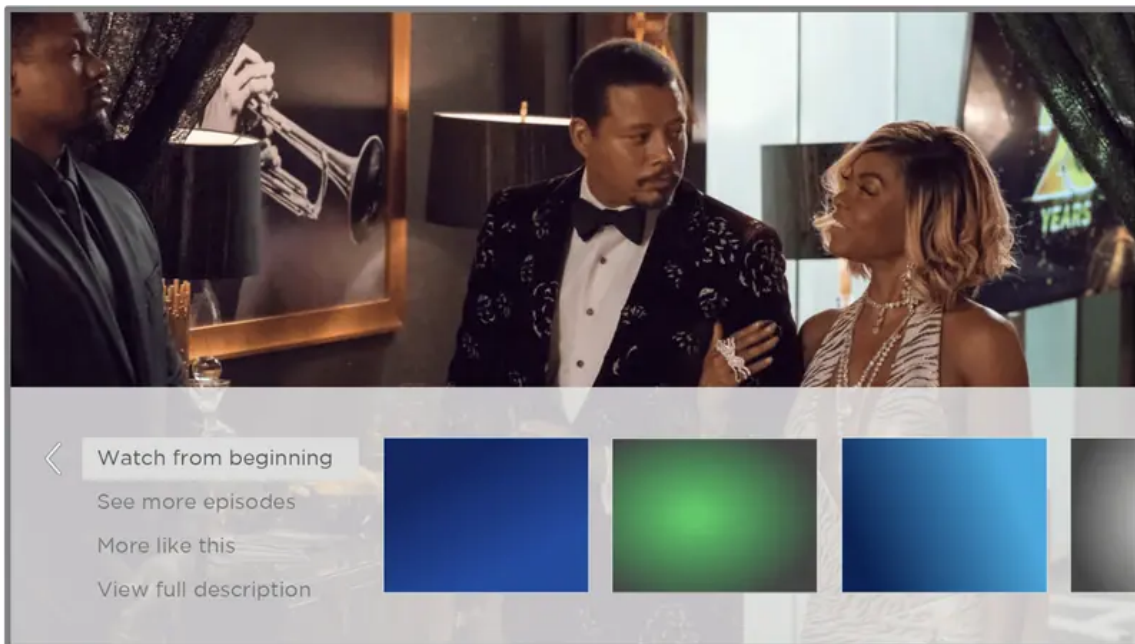 YEARS
Watch from beginning
See more episodes
More like this
View full description